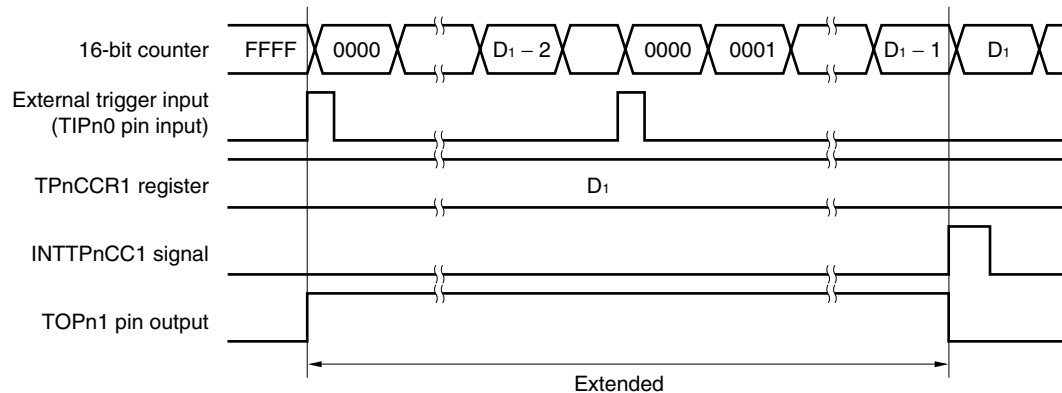 16-bit counter FFFF 0000 D₁ − 2 0000 0001 D₁ − 1 D₁
External trigger input
(TIPn0 pin input)
TPnCCR1 register D₁
INTTPnCC1 signal
TOPn1 pin output
Extended